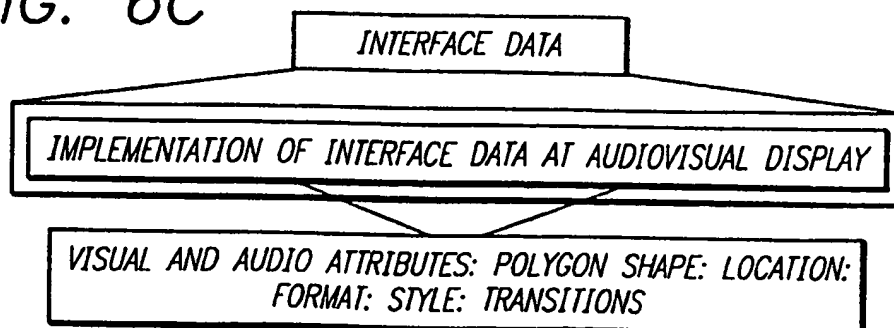 FIG. 6C
INTERFACE DATA
IMPLEMENTATION OF INTERFACE DATA AT AUDIOVISUAL DISPLAY
VISUAL AND AUDIO ATTRIBUTES: POLYGON SHAPE: LOCATION:
FORMAT: STYLE: TRANSITIONS